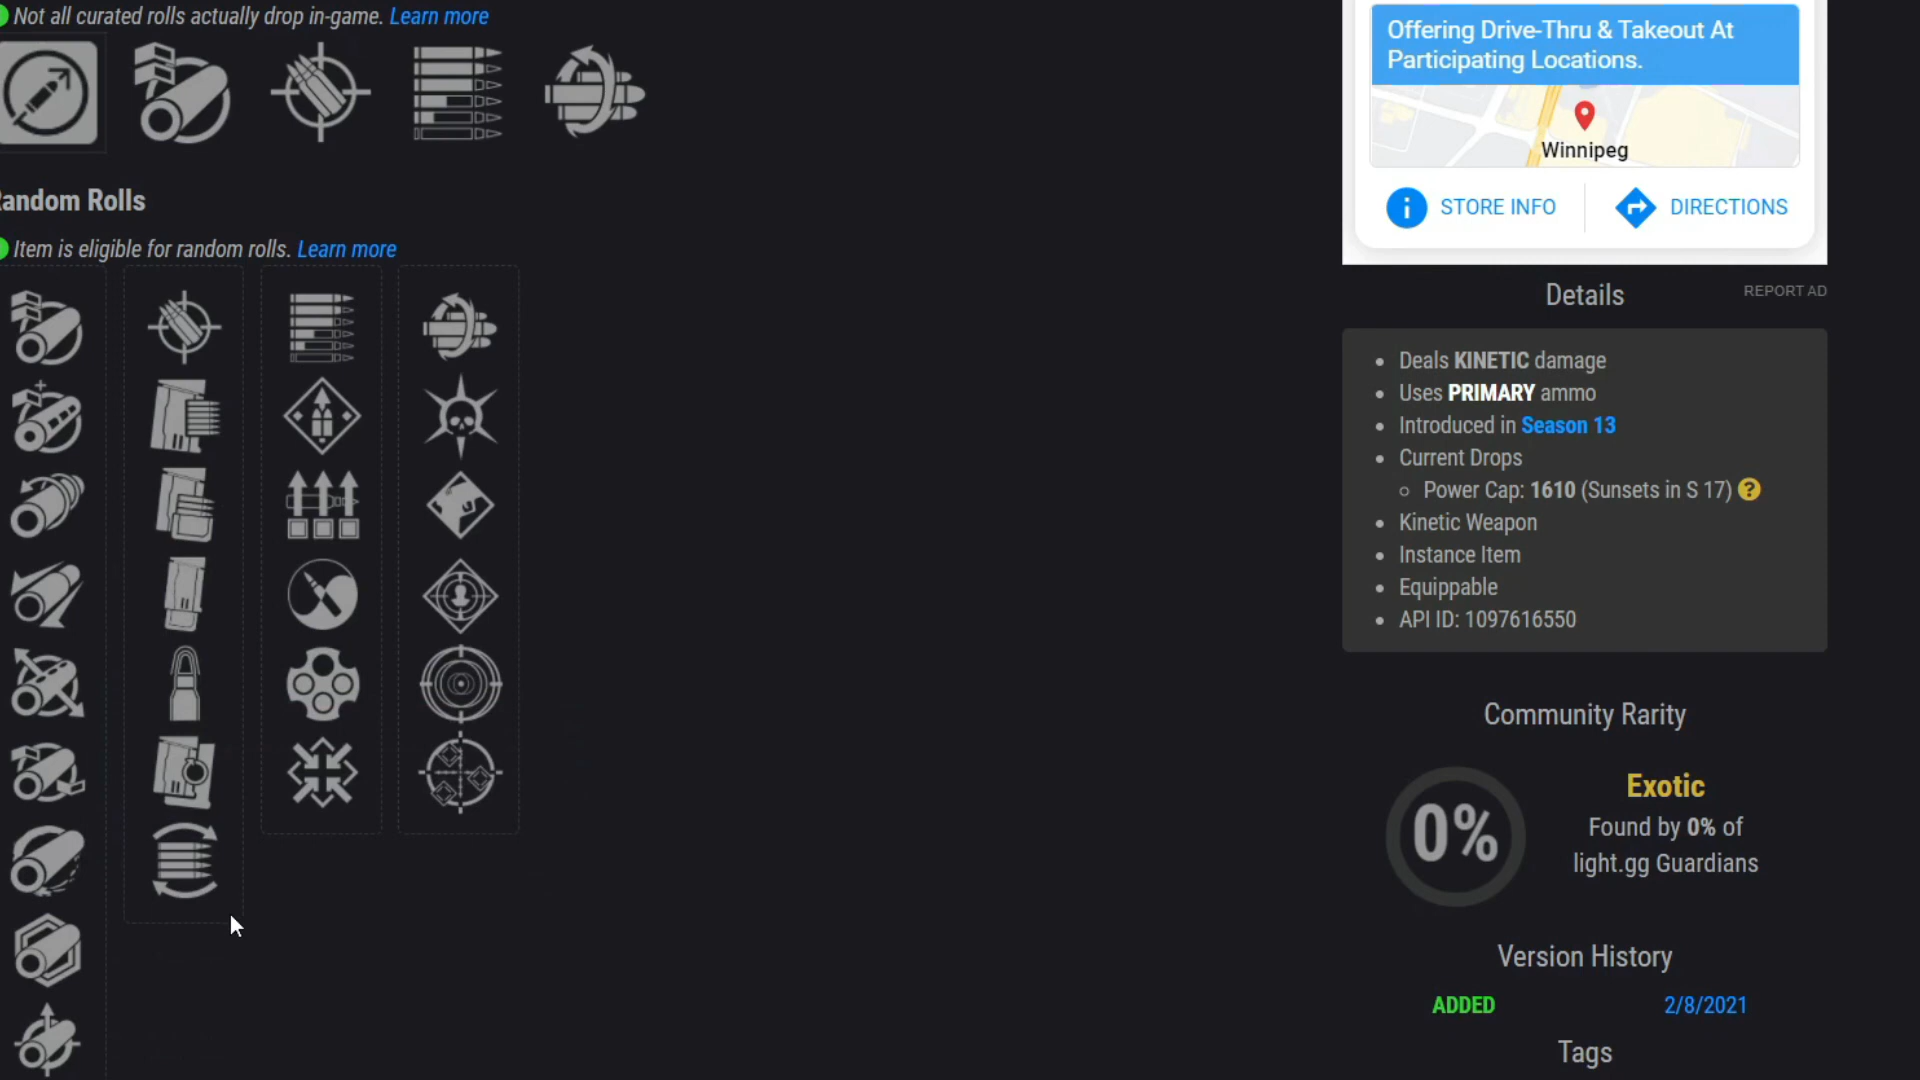 Not all curated rolls actually drop in-game. Learn more
andom Rolls
Item is eligible for random rolls. Learn more
Offering Drive-Thru & Takeout At
Participating Locations.
Winnipeg
STORE INFO
DIRECTIONS
Details
REPORT AD
Deals KINETIC damage
Uses PRIMARY ammo
Introduced in Season 13
Current Drops
Power Cap: 1610 (Sunsets in S 17) ?
Kinetic Weapon
Instance Item
Equippable
API ID: 1097616550
Community Rarity
0%
Exotic
Found by 0% of
light.gg Guardians
Version History
ADDED 2/8/2021
Tags